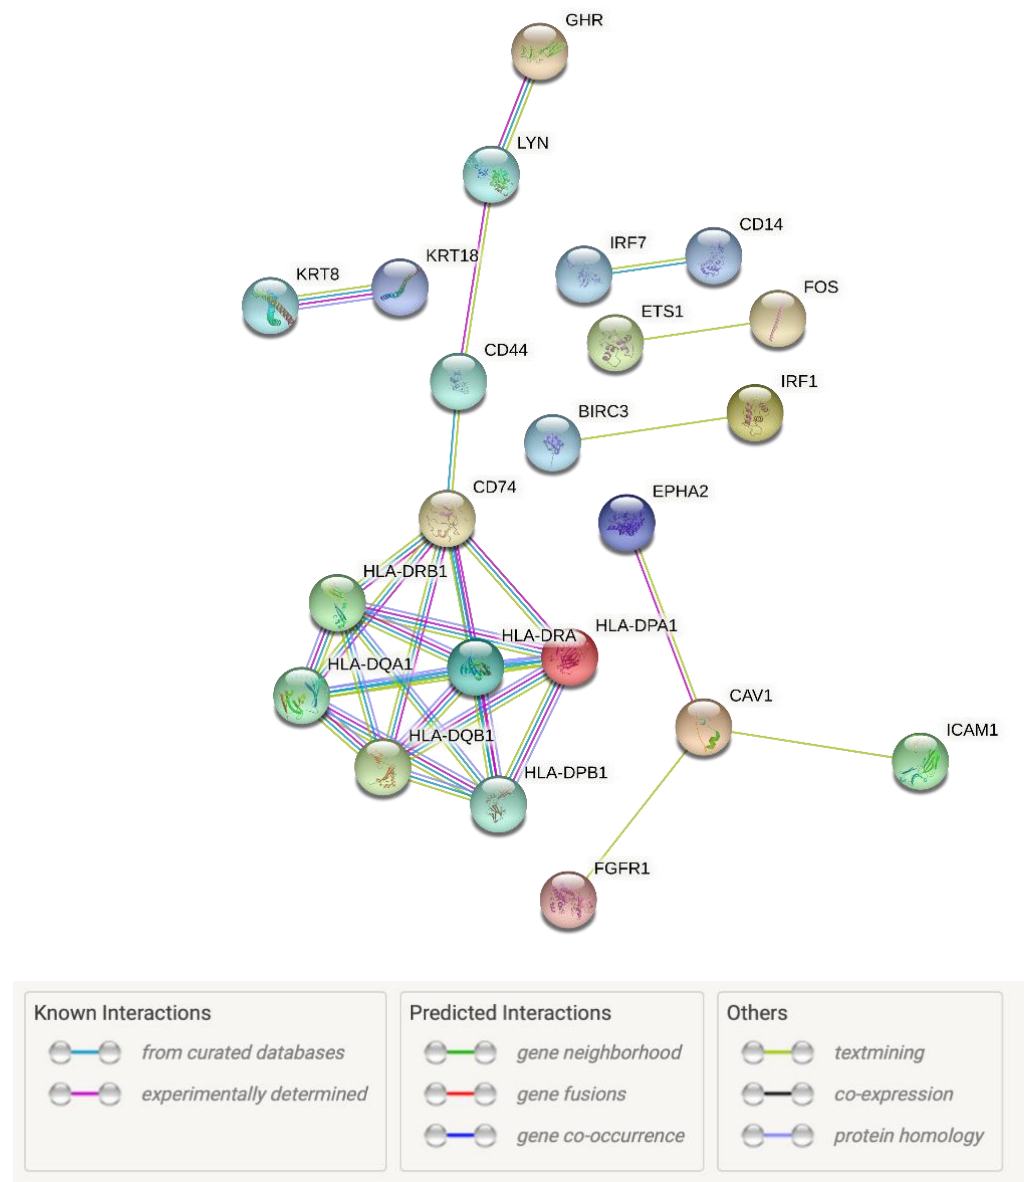 GHR
LYN
CD14
IRF7
KRT18
KRT8
FOS
ETS1
CD44
IRF1
BIRC3
CD74
EPHA2
HLA-DRB1
HLA-DPA1
HLA-DRA
HLA-DQA1
CAV1
ICAM1
HLA-DQB1
HLA-DPB1
FGFR1
Known Interactions
from curated databases
experimentally determined
Predicted Interactions
gene neighborhood
gene fusions
gene co-occurrence
Others
textmining
co-expression
protein homology